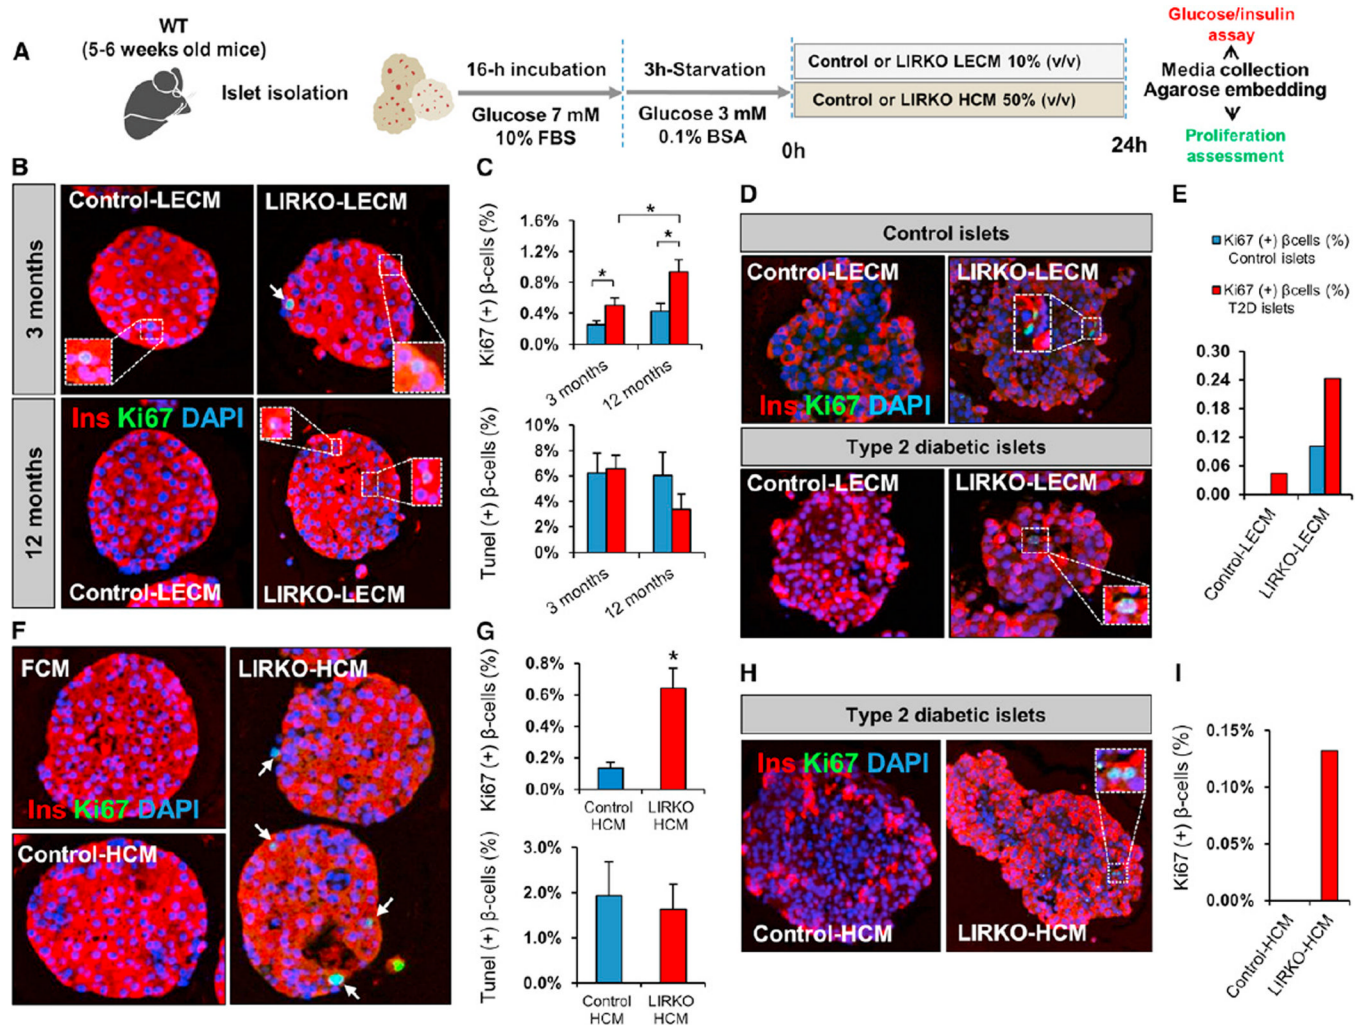 A
WT
(5-6 weeks old mice)
Islet isolation
16-h incubation
Glucose 7 mM
10% FBS
3h-Starvation
Glucose 3 mM
0.1% BSA
Control or LIRKO LECM 10% (v/v)
Control or LIRKO HCM 50% (v/v)
0h
24h
Glucose/insulin
assay
Media collection
Agarose embedding
Proliferation
assessment
B
3 months
Control-LECM
LIRKO-LECM
12 months
Ins Ki67 DAPI
Control-LECM
LIRKO-LECM
C
Ki67 (+) β-cells (%)
1.6%
1.2%
0.8%
0.4%
0.0%
*
*
*
3 months
12 months
Tunel (+) β-cells (%)
10%
8%
6%
4%
2%
0%
3 months
12 months
D
Control islets
Control-LECM
LIRKO-LECM
Ins Ki67 DAPI
Type 2 diabetic islets
Control-LECM
LIRKO-LECM
E
Ki67 (+) βcells (%)
Control islets
Ki67 (+) βcells (%)
T2D islets
0.30
0.24
0.18
0.12
0.06
0.00
Control-LECM
LIRKO-LECM
F
FCM
LIRKO-HCM
Ins Ki67 DAPI
Control-HCM
G
Ki67 (+) β-cells (%)
0.8%
0.6%
0.4%
0.2%
0.0%
*
Control
HCM
LIRKO
HCM
Tunel (+) β-cells (%)
3.0%
2.0%
1.0%
0.0%
Control
HCM
LIRKO
HCM
H
Type 2 diabetic islets
Ins Ki67 DAPI
Control-HCM
LIRKO-HCM
I
Ki67 (+) β-cells (%)
0.15%
0.10%
0.05%
0.00%
Control-HCM
LIRKO-HCM